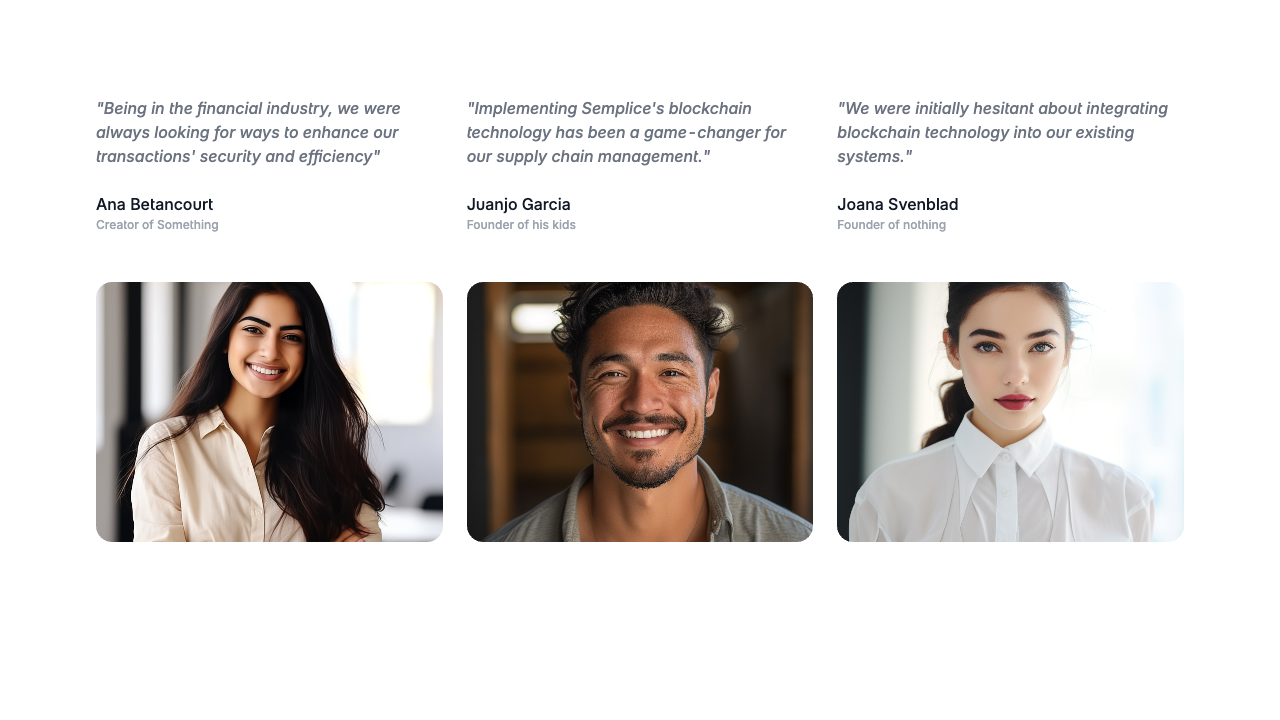 "Being in the financial industry, we were
always looking for ways to enhance our
transactions' security and efficiency"
Ana Betancourt
Creator of Something
"Implementing Semplice's blockchain
technology has been a game-changer for
our supply chain management."
Juanjo Garcia
Founder of his kids
"We were initially hesitant about integrating
blockchain technology into our existing
systems."
Joana Svenblad
Founder of nothing